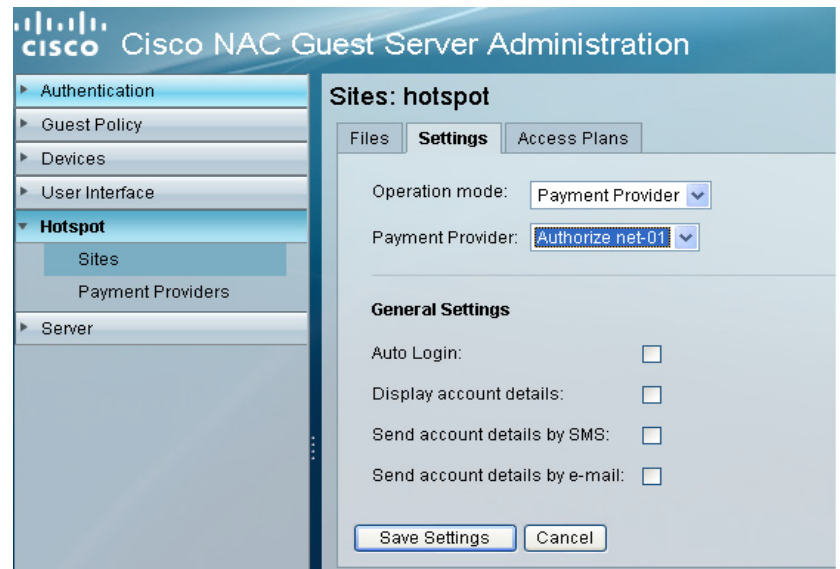 CISCO Cisco NAC Guest Server Administration
Authentication
Guest Policy
Devices
User Interface
Hotspot
Sites
Payment Providers
Server
Sites: hotspot
Files Settings Access Plans
Operation mode: Payment Provider
Payment Provider: Authorize net-01
General Settings
Auto Login:
Display account details:
Send account details by SMS:
Send account details by e-mail:
Save Settings Cancel